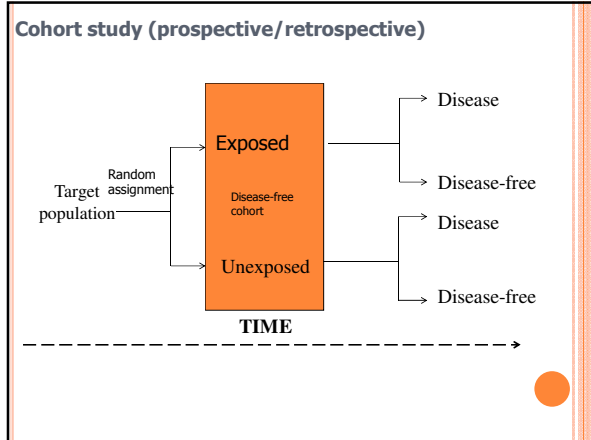 Cohort study (prospective/retrospective)
Disease
Exposed
Random
assignment
Disease-free
Target
population
Disease-free
cohort
Disease
Unexposed
Disease-free
TIME